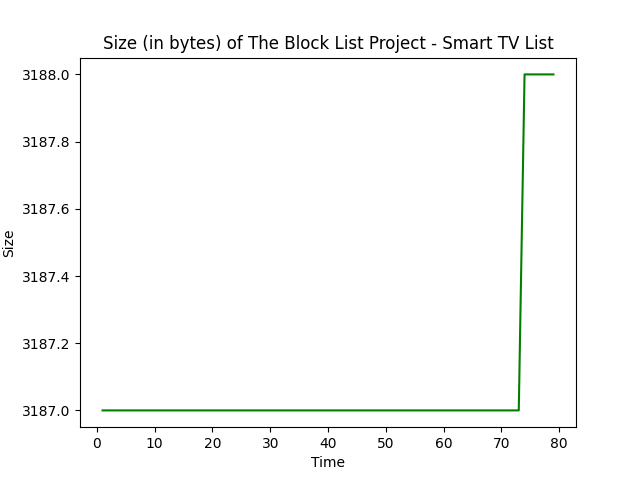 Size (in bytes) of The Block List Project - Smart TV List
3188.0
3187.8
3187.6
3187.4
3187.2
3187.0
Size
0 10 20 30 40 50 60 70 80
Time